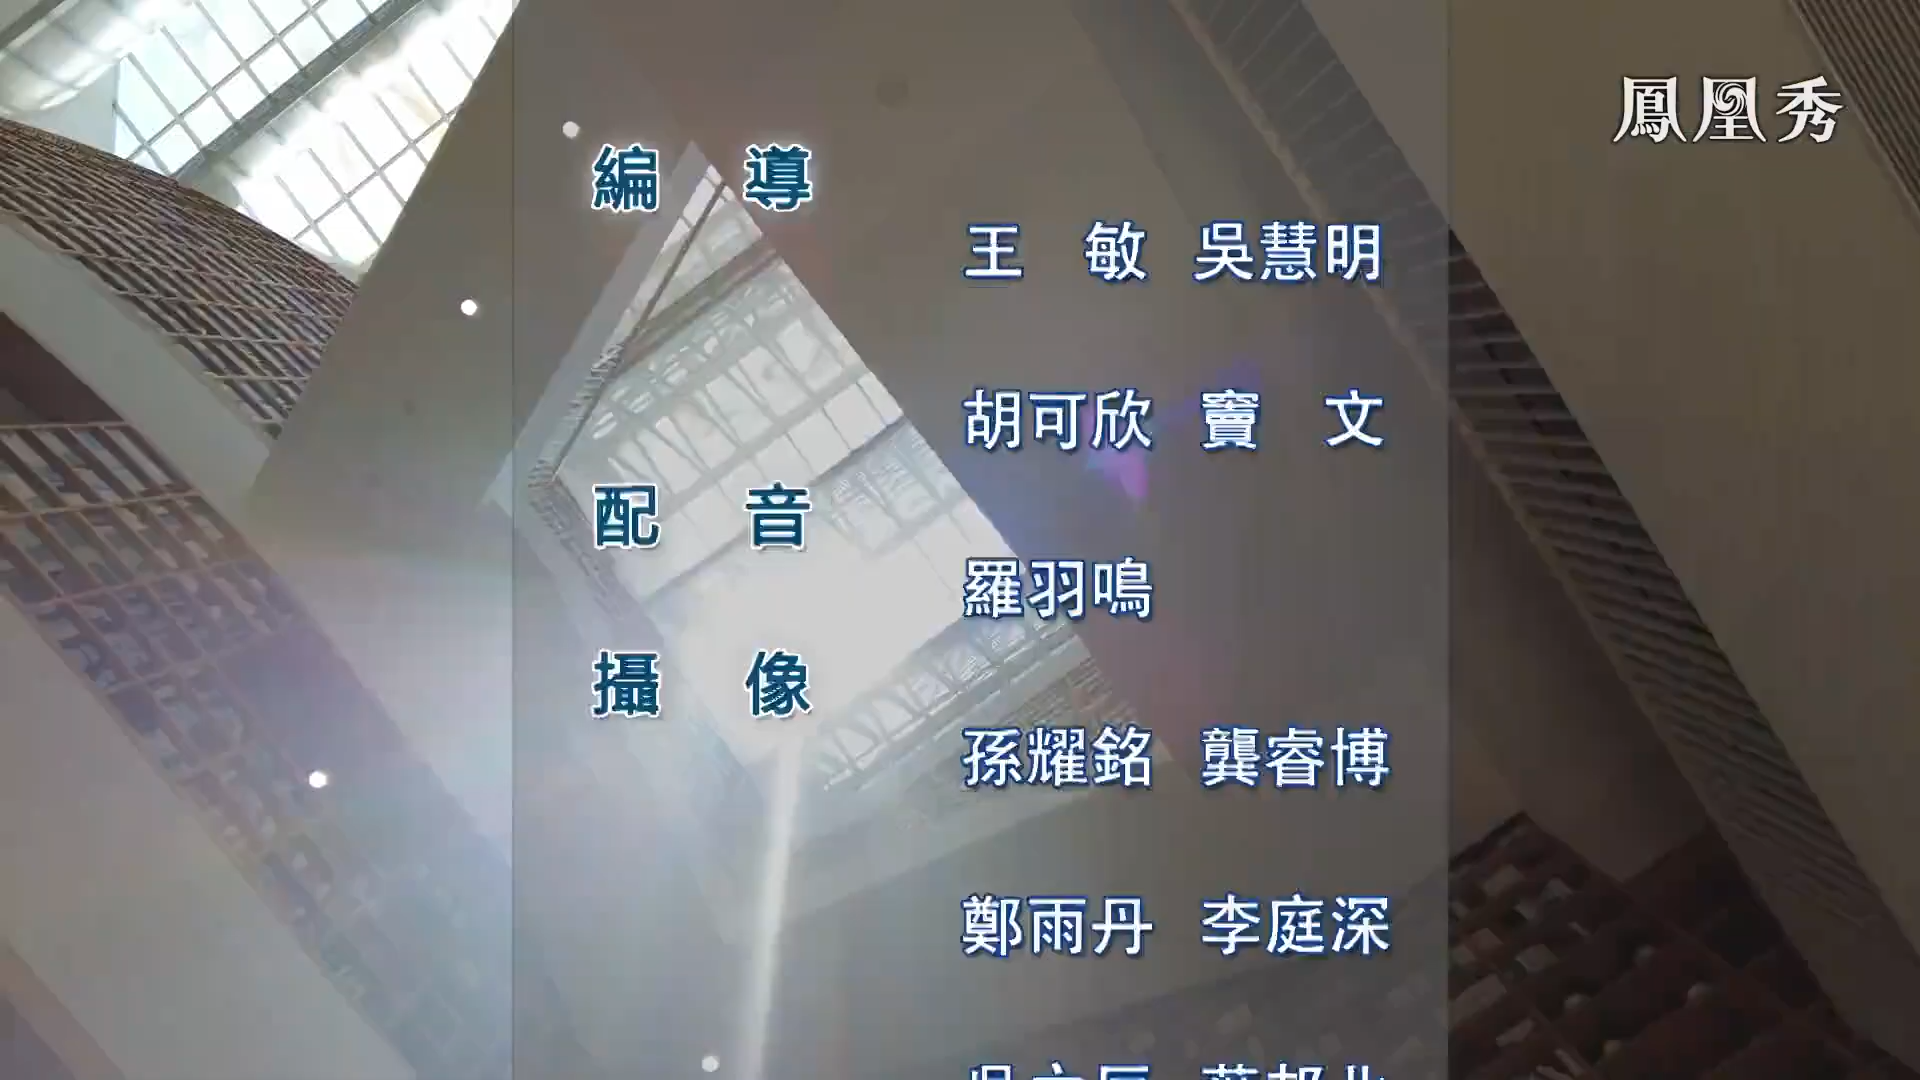 鳳凰秀
編 導
王 敏 吳慧明
胡可欣 竇 文
配 音
羅羽鳴
攝 像
孫耀銘 龔睿博
鄭雨丹 李庭深